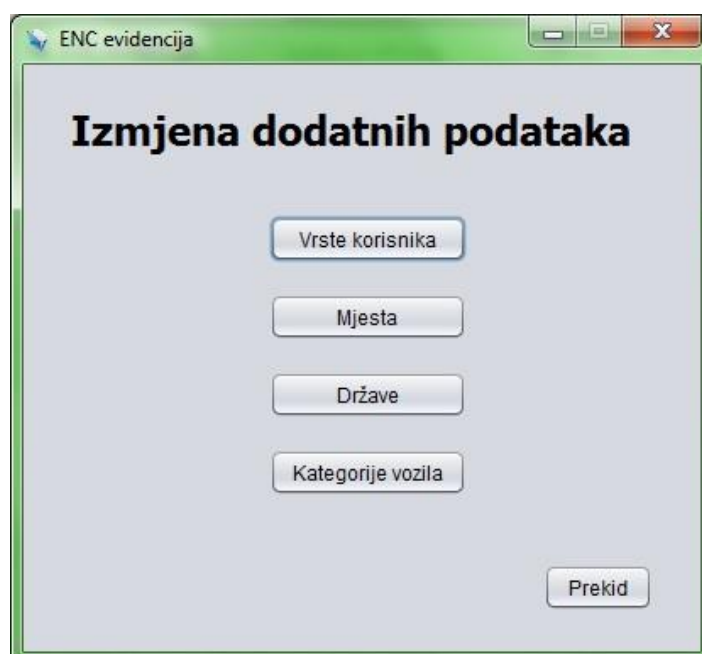 ENC evidencija
Izmjena dodatnih podataka
Vrste korisnika
Mjesta
Države
Kategorije vozila
Prekid